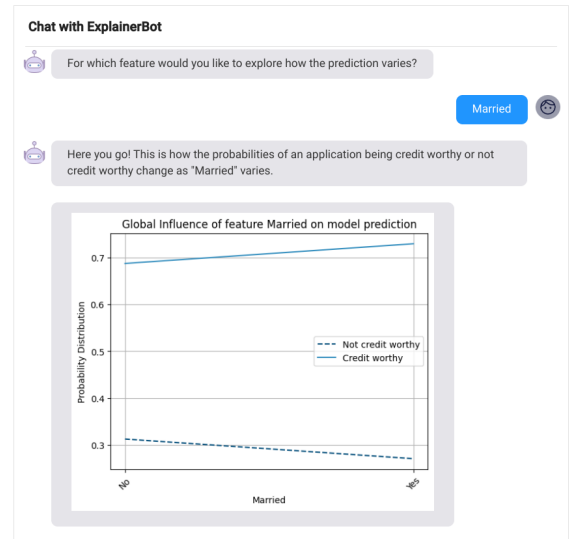 Chat with ExplainerBot
For which feature would you like to explore how the prediction varies?
Married
Here you go! This is how the probabilities of an application being credit worthy or not
credit worthy change as "Married" varies.
Global Influence of feature Married on model prediction
Probability Distribution
0.7
0.6
0.5
0.4
0.3
Not credit worthy
Credit worthy
No
Yes
Married